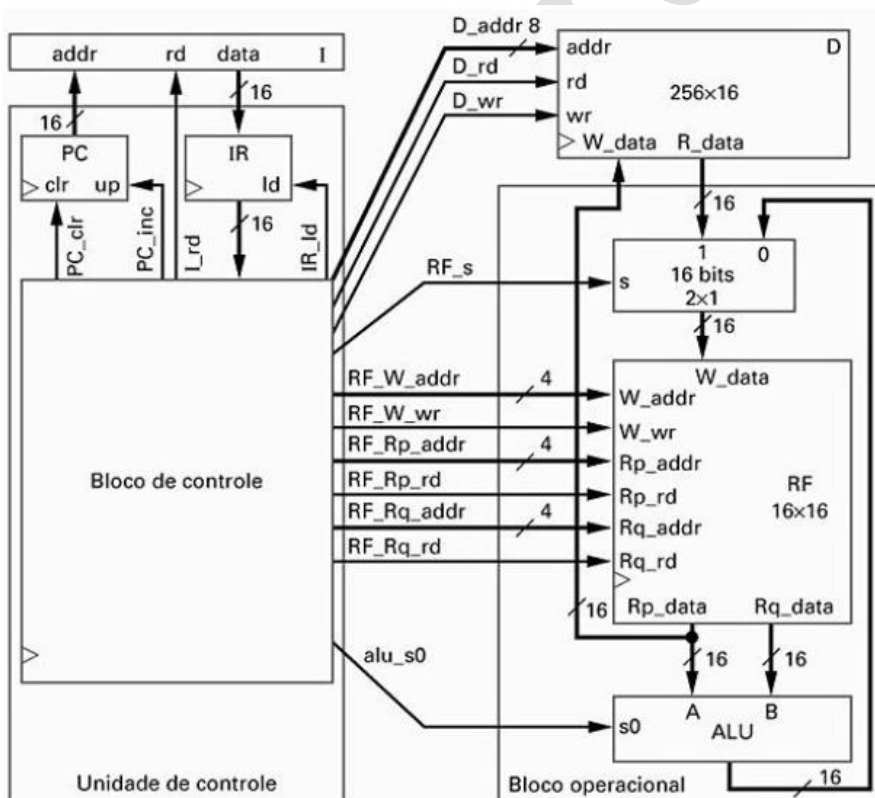 D_addr 8
addr rd data I
addr D
D_rd
rd
256×16
D_wr
wr
W_data R_data
16
16
16
PC
clr up
IR
ld
16
PC_clr
PC_inc
I_rd
IR_ld
16
RF_s
1 0
s 16 bits
2×1
16
W_data
RF_W_addr 4
W_addr
RF_W_wr
W_wr
RF_Rp_addr 4
Rp_addr
RF_Rp_rd
Rp_rd
RF_Rq_addr 4
Rq_addr
RF_Rq_rd
Rq_rd
RF
16×16
Bloco de controle
16
Rp_data Rq_data
16 16
alu_s0
s0
A B
ALU
16
Unidade de controle
Bloco operacional